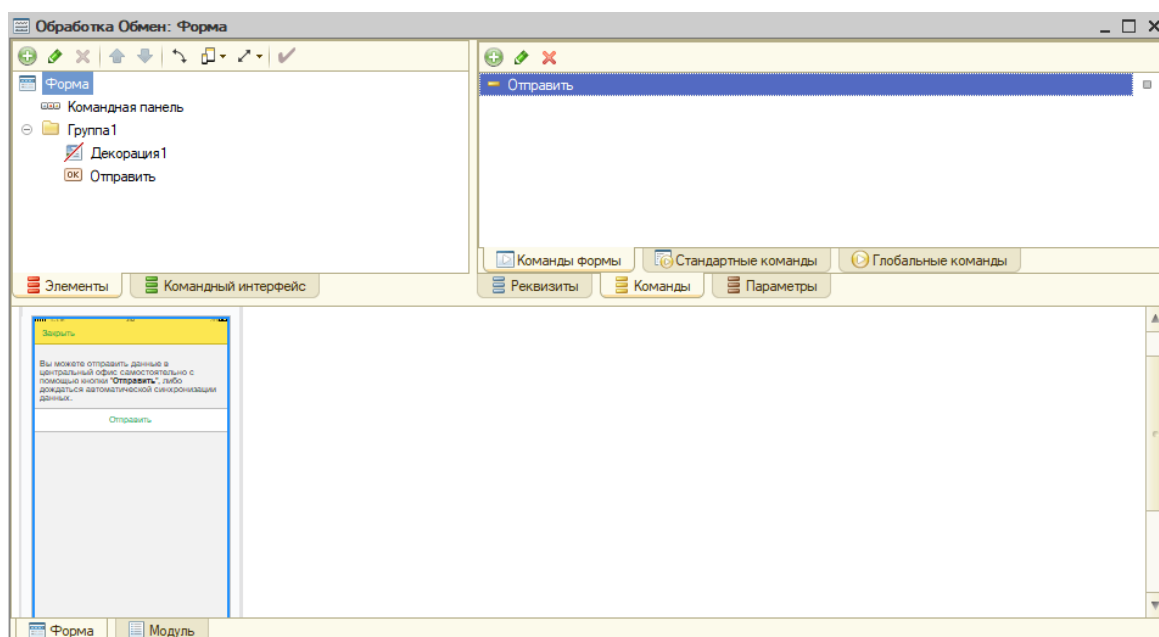 Обработка Обмен: Форма
Форма
Командная панель
Группа1
Декорация1
OK Отправить
Элементы
Командный интерфейс
Отправить
Команды формы
Стандартные команды
Глобальные команды
Реквизиты
Команды
Параметры
Закрыть
Вы можете отправить данные в
центральный офис самостоятельно с
помощью кнопки "Отправить", либо
дождаться автоматической синхронизации
данных.
Отправить
Форма
Модуль